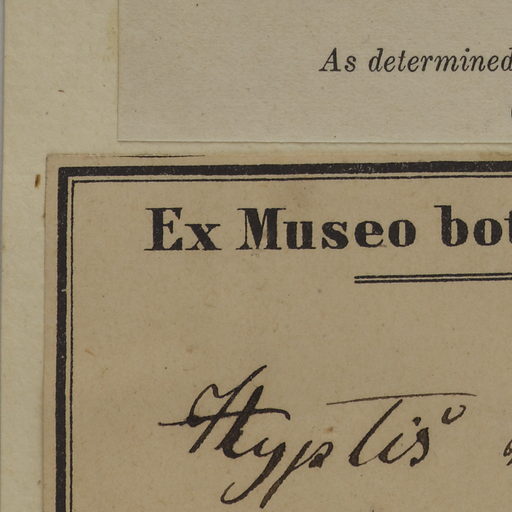 As determined
Ex Museo bot
Hyptis